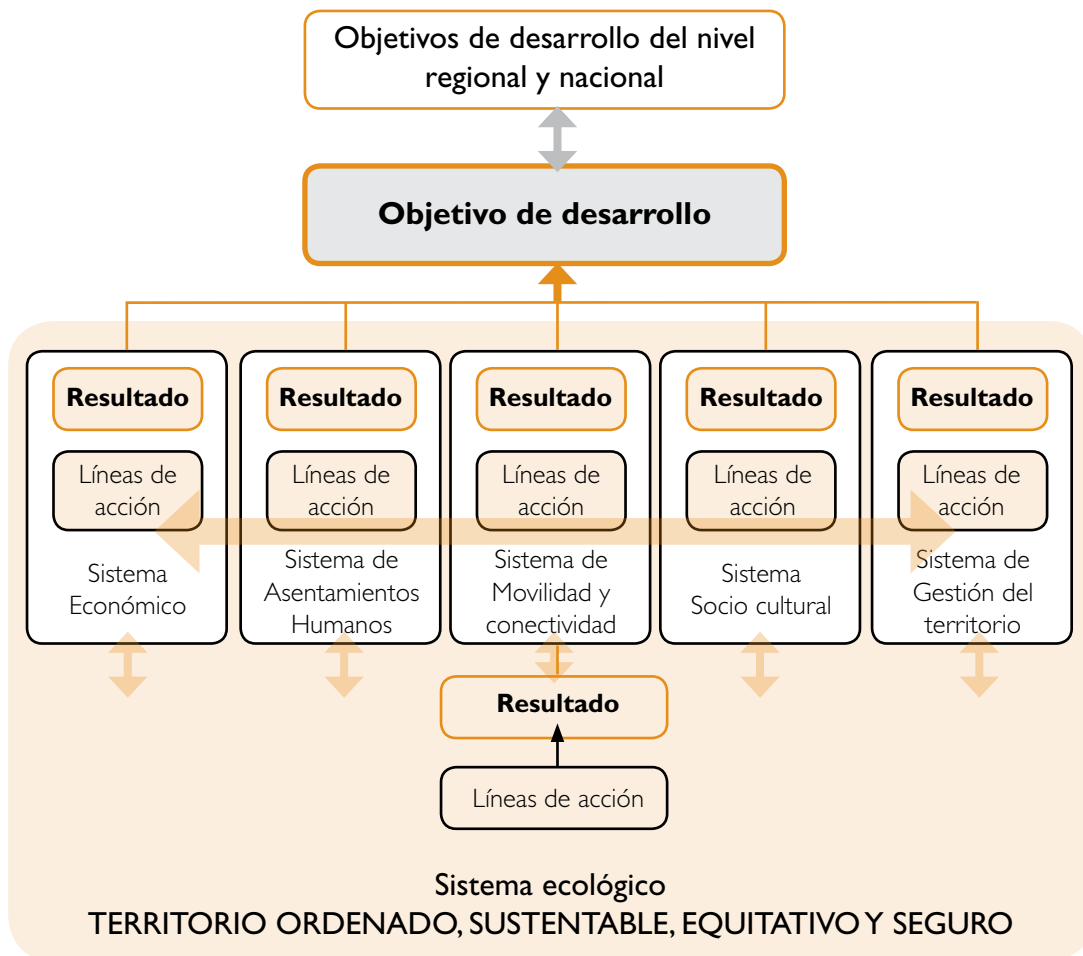 Objetivos de desarrollo del nivel
regional y nacional
Objetivo de desarrollo
Resultado
Líneas de
acción
Sistema
Económico
Resultado
Líneas de
acción
Sistema de
Asentamientos
Humanos
Resultado
Líneas de
acción
Sistema de
Movilidad y
conectividad
Resultado
Líneas de
acción
Sistema
Socio cultural
Resultado
Líneas de
acción
Sistema de
Gestión del
territorio
Resultado
Líneas de acción
Sistema ecológico
TERRITORIO ORDENADO, SUSTENTABLE, EQUITATIVO Y SEGURO